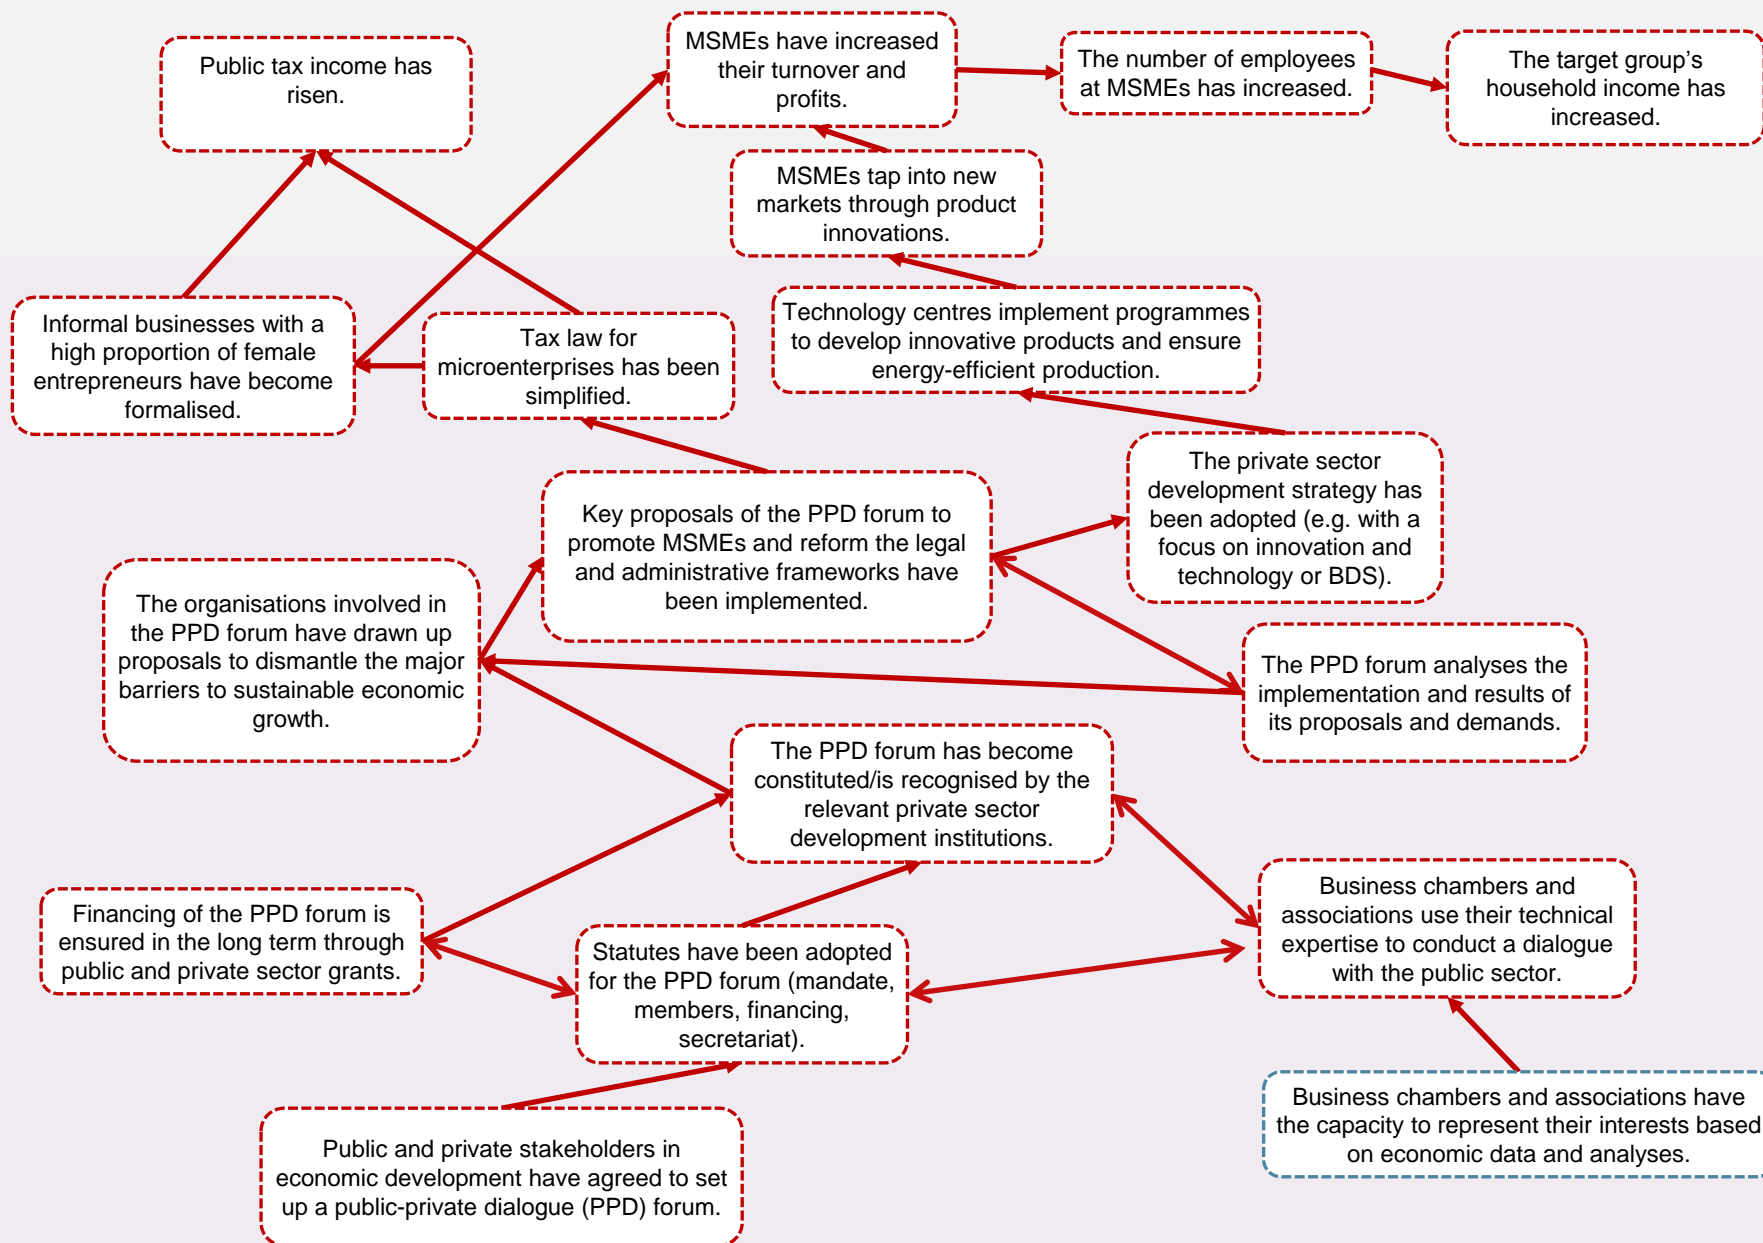 Public tax income has
risen.
MSMEs have increased
their turnover and
profits.
The number of employees
at MSMEs has increased.
The target group's
household income has
increased.
MSMEs tap into new
markets through product
innovations.
Informal businesses with a
high proportion of female
entrepreneurs have become
formalised.
Tax law for
microenterprises has been
simplified.
Technology centres implement programmes
to develop innovative products and ensure
energy-efficient production.
The private sector
development strategy has
been adopted (e.g. with a
focus on innovation and
technology or BDS).
Key proposals of the PPD forum to
promote MSMEs and reform the legal
and administrative frameworks have
been implemented.
The organisations involved in
the PPD forum have drawn up
proposals to dismantle the major
barriers to sustainable economic
growth.
The PPD forum analyses the
implementation and results of
its proposals and demands.
The PPD forum has become
constituted/is recognised by the
relevant private sector
development institutions.
Financing of the PPD forum is
ensured in the long term through
public and private sector grants.
Statutes have been adopted
for the PPD forum (mandate,
members, financing,
secretariat).
Business chambers and
associations use their technical
expertise to conduct a dialogue
with the public sector.
Business chambers and associations have
the capacity to represent their interests based
on economic data and analyses.
Public and private stakeholders in
economic development have agreed to set
up a public-private dialogue (PPD) forum.